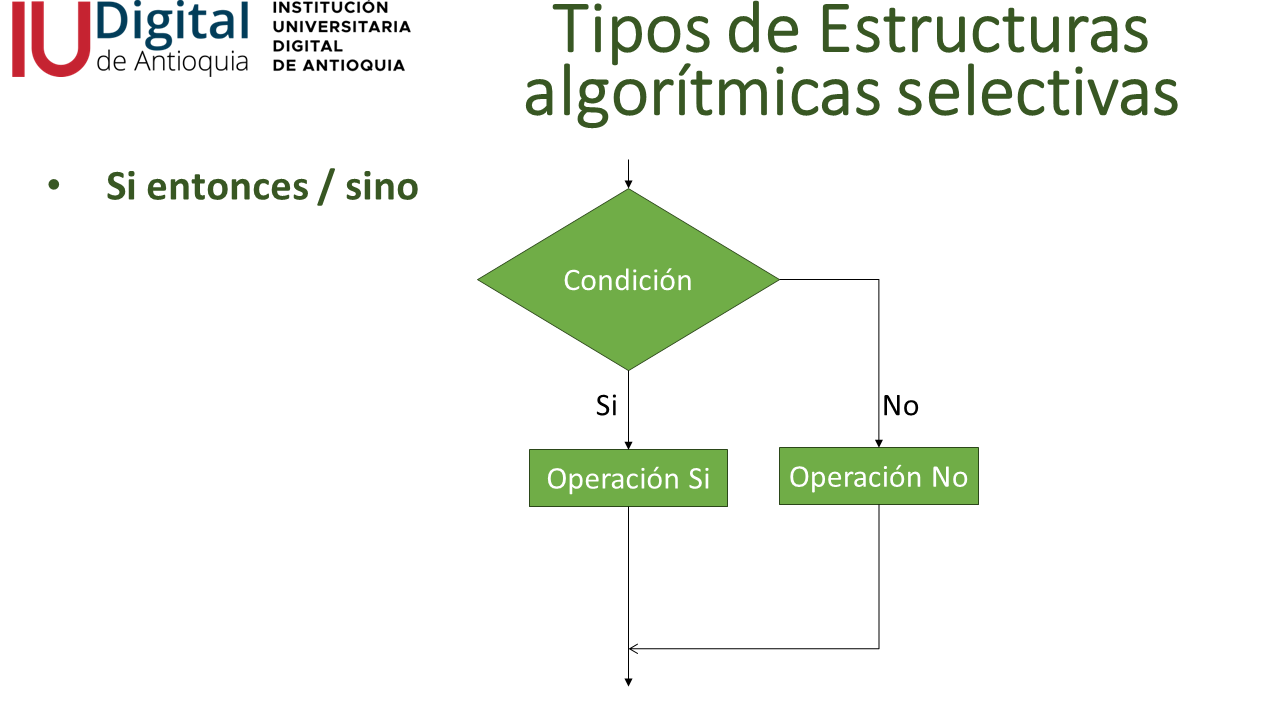 IU Digital
de Antioquia
INSTITUCIÓN
UNIVERSITARIA
DIGITAL
DE ANTIOQUIA
Tipos de Estructuras
algorítmicas selectivas
• Si entonces / sino
Condición
Si
No
Operación Si
Operación No